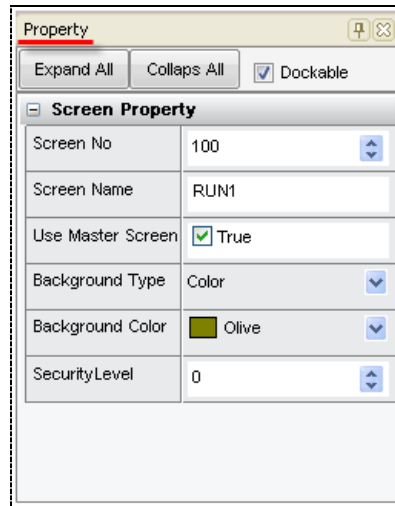 Property
Expand All Collaps All Dockable
Screen Property
Screen No 100
Screen Name RUN1
Use Master Screen True
Background Type Color
Background Color Olive
SecurityLevel 0